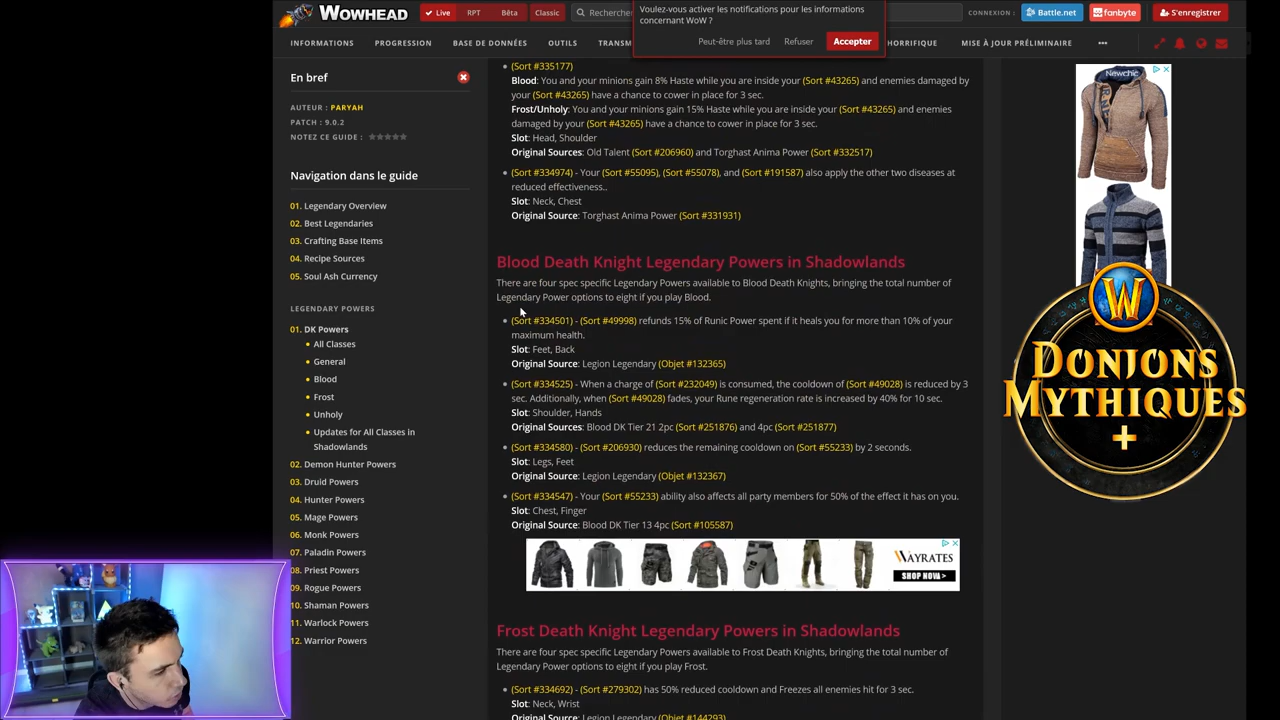 WOWHEAD
Live
RPT
Bêta
Classic
Recherche
Voulez-vous activer les notifications pour les informations
concernant WoW ?
Peut-être plus tard
Refuser
Accepter
CONNEXION :
Battle.net
fanbyte
S'enregistrer
INFORMATIONS
PROGRESSION
BASE DE DONNÉES
OUTILS
TRANSM
HORRIFIQUE
MISE À JOUR PRÉLIMINAIRE
En bref
AUTEUR : PARYAH
PATCH : 9.0.2
NOTEZ CE GUIDE :
Navigation dans le guide
01. Legendary Overview
02. Best Legendaries
03. Crafting Base Items
04. Recipe Sources
05. Soul Ash Currency
LEGENDARY POWERS
01. DK Powers
All Classes
General
Blood
Frost
Unholy
Updates for All Classes in
Shadowlands
02. Demon Hunter Powers
03. Druid Powers
04. Hunter Powers
05. Mage Powers
06. Monk Powers
07. Paladin Powers
08. Priest Powers
09. Rogue Powers
10. Shaman Powers
11. Warlock Powers
12. Warrior Powers
(Sort #335177)
Blood: You and your minions gain 8% Haste while you are inside your (Sort #43265) and enemies damaged by
your (Sort #43265) have a chance to cower in place for 3 sec.
Frost/Unholy: You and your minions gain 15% Haste while you are inside your (Sort #43265) and enemies
damaged by your (Sort #43265) have a chance to cower in place for 3 sec.
Slot: Head, Shoulder
Original Sources: Old Talent (Sort #206960) and Torghast Anima Power (Sort #332517)
(Sort #334974) - Your (Sort #55095), (Sort #55078), and (Sort #191587) also apply the other two diseases at
reduced effectiveness..
Slot: Neck, Chest
Original Source: Torghast Anima Power (Sort #331931)
Blood Death Knight Legendary Powers in Shadowlands
There are four spec specific Legendary Powers available to Blood Death Knights, bringing the total number of
Legendary Power options to eight if you play Blood.
(Sort #334501) - (Sort #49998) refunds 15% of Runic Power spent if it heals you for more than 10% of your
maximum health.
Slot: Feet, Back
Original Source: Legion Legendary (Objet #132365)
(Sort #334525) - When a charge of (Sort #232049) is consumed, the cooldown of (Sort #49028) is reduced by 3
sec. Additionally, when (Sort #49028) fades, your Rune regeneration rate is increased by 40% for 10 sec.
Slot: Shoulder, Hands
Original Sources: Blood DK Tier 21 2pc (Sort #251876) and 4pc (Sort #251877)
(Sort #334580) - (Sort #206930) reduces the remaining cooldown on (Sort #55233) by 2 seconds.
Slot: Legs, Feet
Original Source: Legion Legendary (Objet #132367)
(Sort #334547) - Your (Sort #55233) ability also affects all party members for 50% of the effect it has on you.
Slot: Chest, Finger
Original Source: Blood DK Tier 13 4pc (Sort #105587)
WAYRATES
SHOP NOW>
Frost Death Knight Legendary Powers in Shadowlands
There are four spec specific Legendary Powers available to Frost Death Knights, bringing the total number of
Legendary Power options to eight if you play Frost.
(Sort #334692) - (Sort #279302) has 50% reduced cooldown and Freezes all enemies hit for 3 sec.
Slot: Neck, Wrist
Original Source: Legion Legendary (Objet #144293)
Newchic
W
DONJONS
MYTHIQUES
+